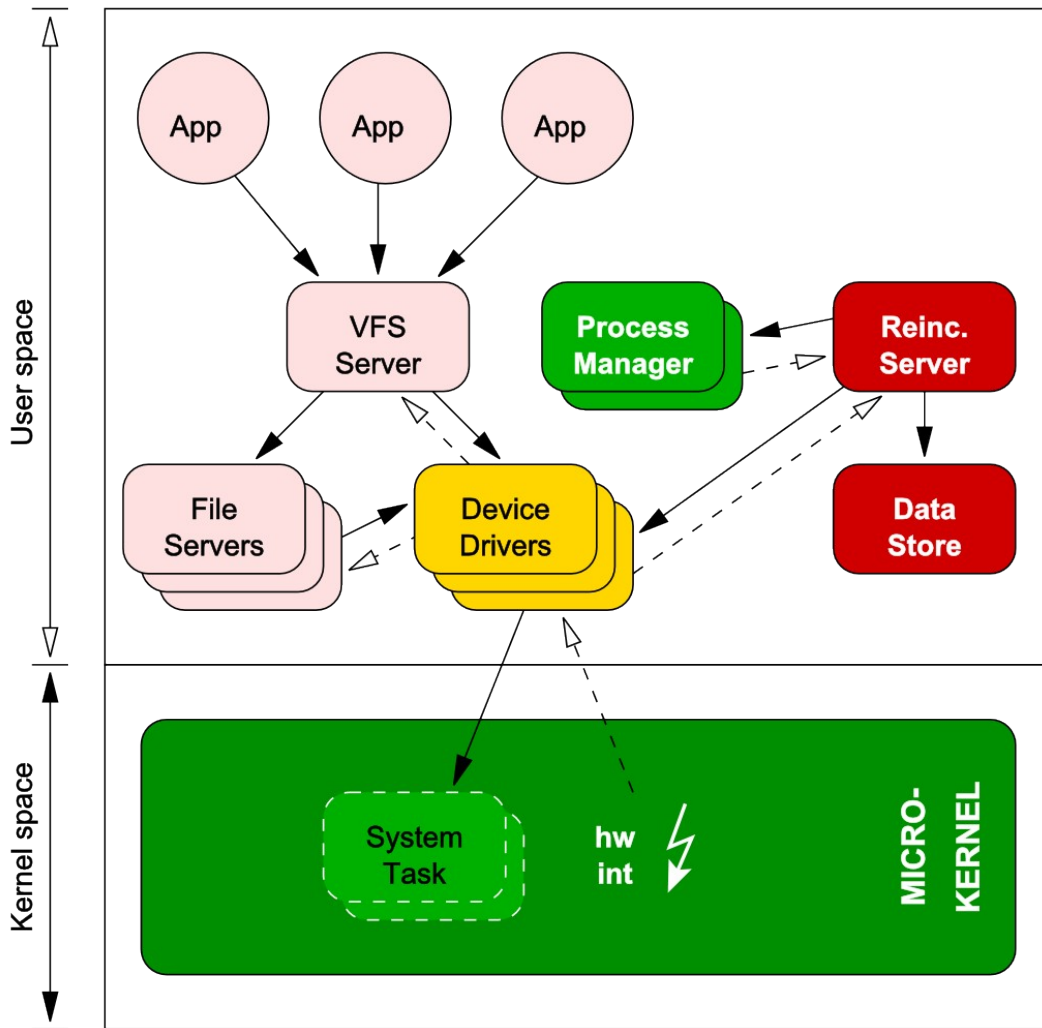 App
App
App
VFS
Server
Process
Manager
Reinc.
Server
File
Servers
Device
Drivers
Data
Store
User space
System
Task
hw
int
MICRO-
KERNEL
Kernel space